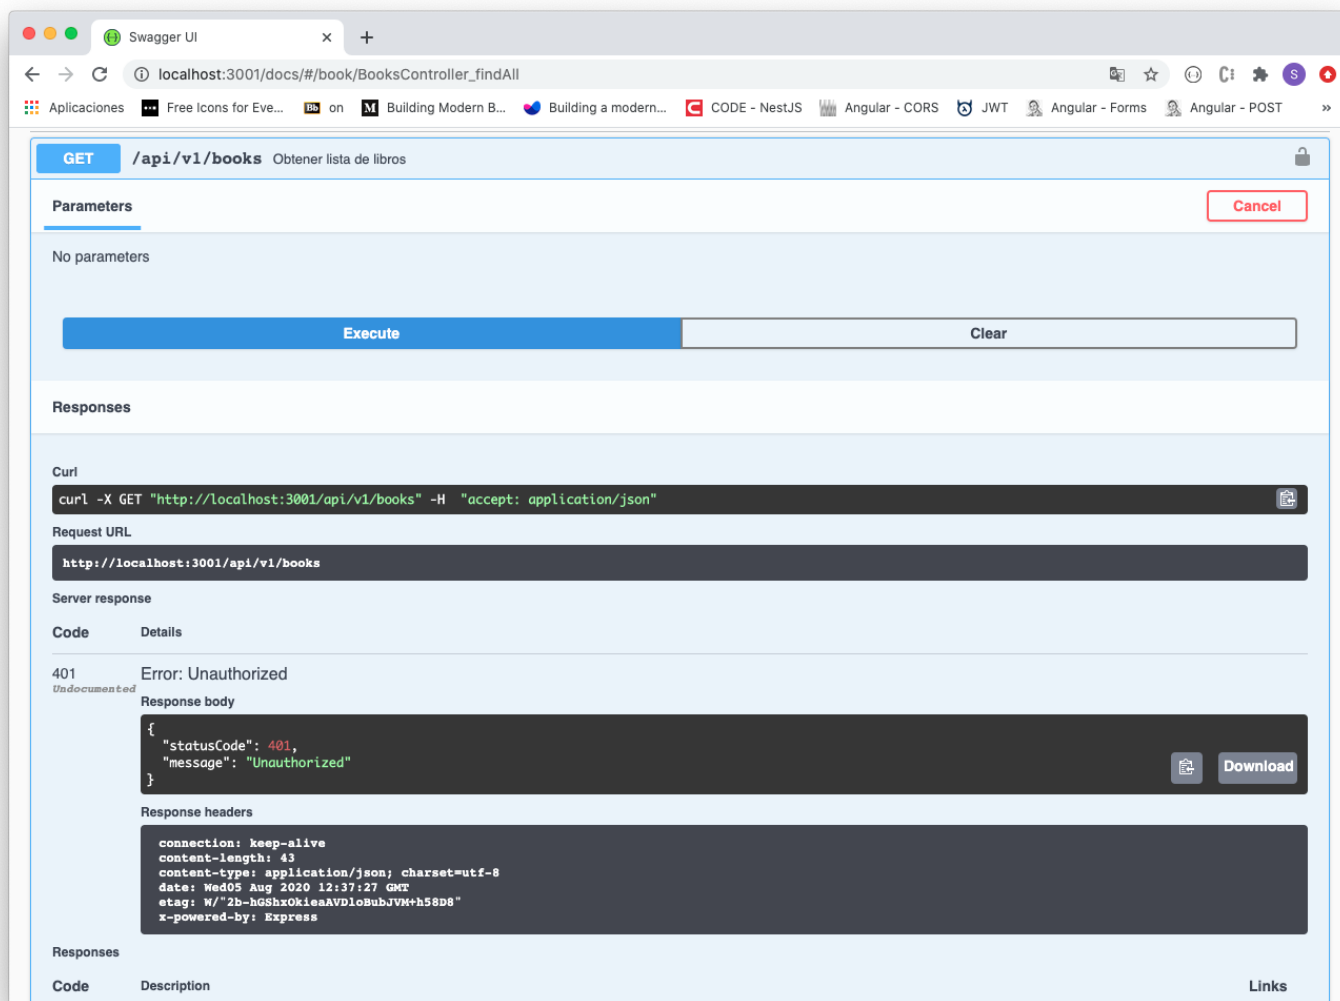 Swagger UI
localhost:3001/docs/#/book/BooksController_findAll
S
Aplicaciones Free Icons for Eve... Bb on M Building Modern B... Building a modern... CODE - NestJS Angular - CORS JWT Angular - Forms Angular - POST »
GET /api/v1/books Obtener lista de libros
Parameters Cancel
No parameters
Execute Clear
Responses
Curl
curl -X GET "http://localhost:3001/api/v1/books" -H "accept: application/json"
Request URL
http://localhost:3001/api/v1/books
Server response
Code Details
401 Error: Unauthorized
Undocumented
Response body
{
"statusCode": 401,
"message": "Unauthorized"
}
Download
Response headers
connection: keep-alive
content-length: 43
content-type: application/json; charset=utf-8
date: Wed05 Aug 2020 12:37:27 GMT
etag: W/"2b-hGShxOkieaAVDloBubJVM+h58D8"
x-powered-by: Express
Responses
Code Description Links